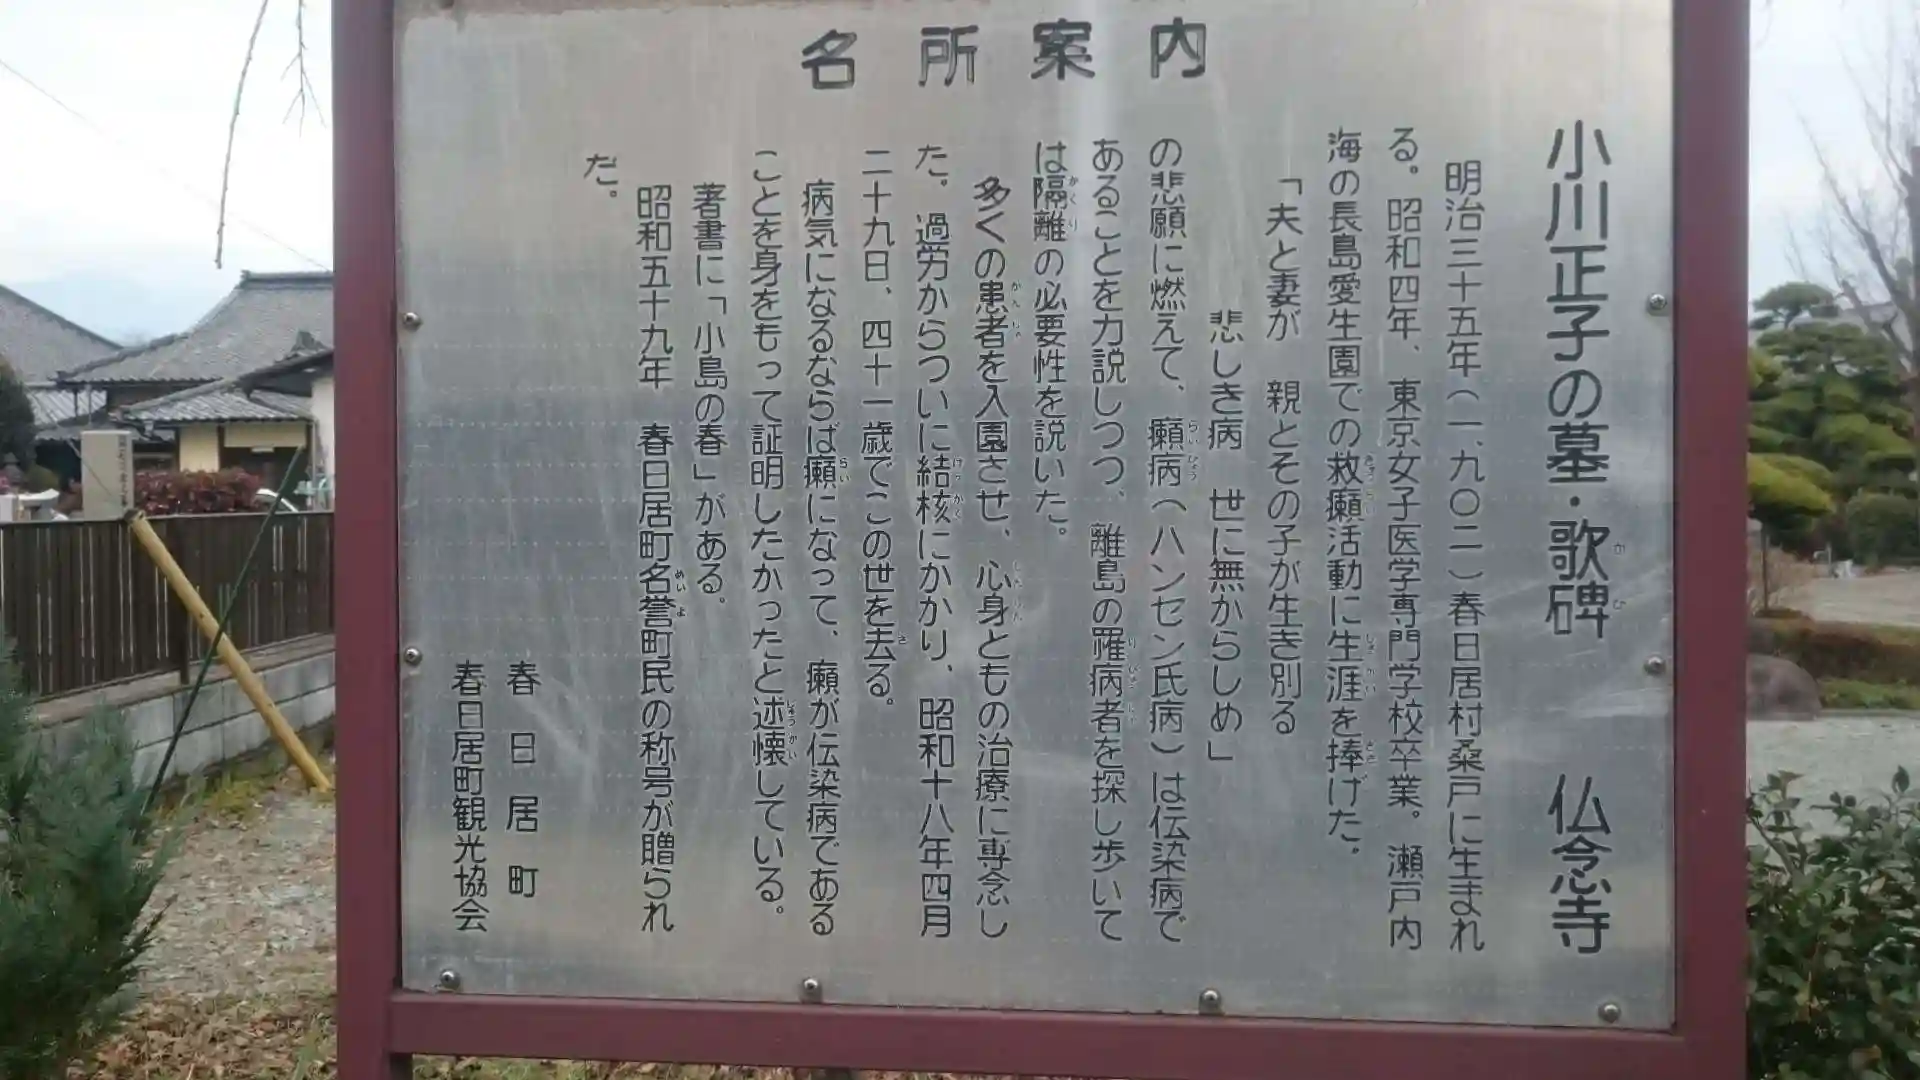 名所案内
小川正子の墓・歌碑　仏念寺
明治三十五年（一九〇二）春日居村桑戸に生まれ
る。昭和四年、東京女子医学専門学校卒業。瀬戸内
海の長島愛生園での救癩活動に生涯を捧げた。
「夫と妻が　親とその子が生き別る
悲しき病　世に無からしめ」
の悲願に燃えて、癩病（ハンセン氏病）は伝染病で
あることを力説しつつ、離島の罹病者を探し歩いて
は隔離の必要性を説いた。
多くの患者を入園させ、心身ともの治療に専念し
た。過労からついに結核にかかり、昭和十八年四月
二十九日、四十一歳でこの世を去る。
病気になるならば癩になって、癩が伝染病である
ことを身をもって証明したかったと述懐している。
著書に「小島の春」がある。
昭和五十九年　春日居町名誉町民の称号が贈られ
だ。
春日居町
春日居町観光協会